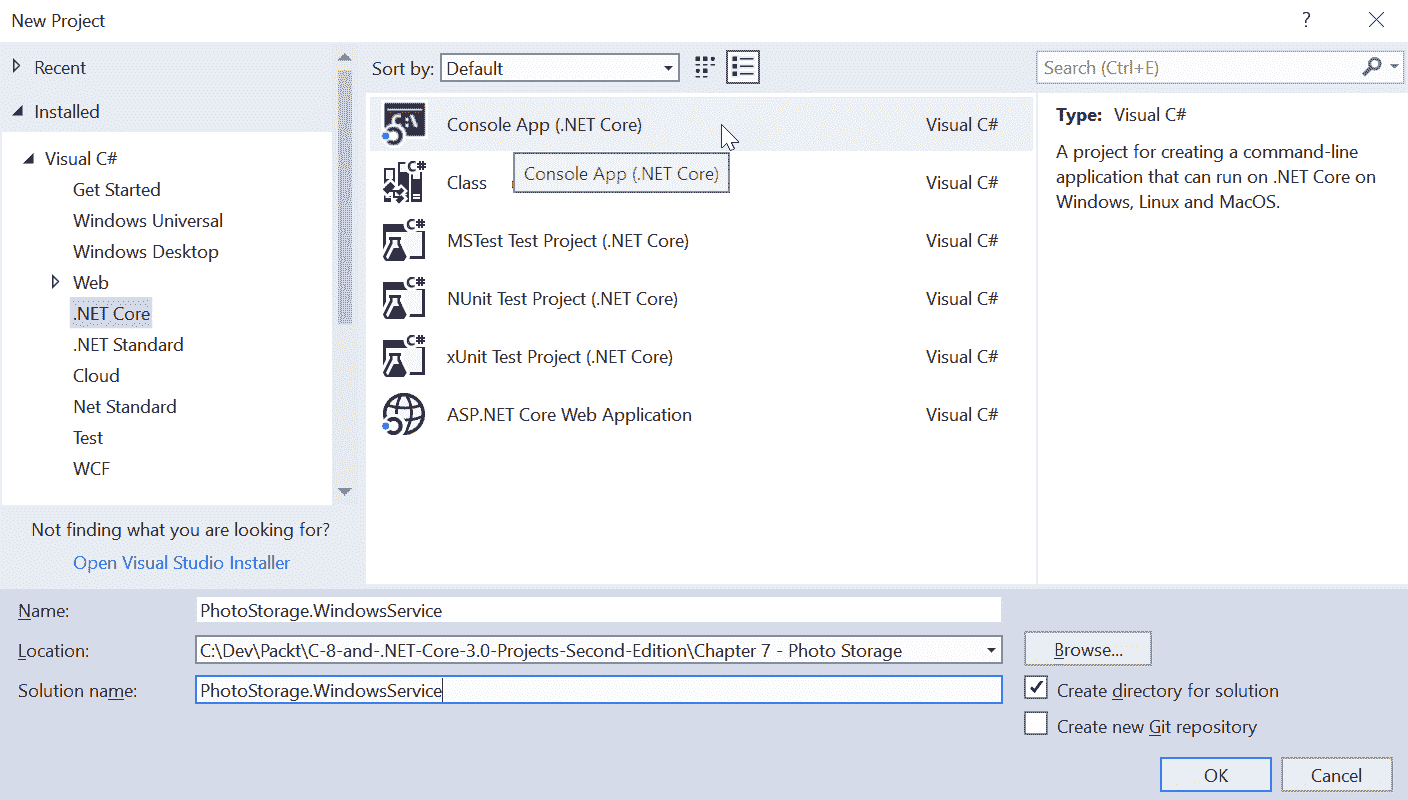 New Project
?
Recent
Installed
Visual C#
Get Started
Windows Universal
Windows Desktop
Web
.NET Core
.NET Standard
Cloud
Net Standard
Test
WCF
Not finding what you are looking for?
Open Visual Studio Installer
Sort by: Default
Console App (.NET Core) Visual C#
Console App (.NET Core)
Class Visual C#
MSTest Test Project (.NET Core) Visual C#
NUnit Test Project (.NET Core) Visual C#
xUnit Test Project (.NET Core) Visual C#
ASP.NET Core Web Application Visual C#
Search (Ctrl+E)
Type: Visual C#
A project for creating a command-line
application that can run on .NET Core on
Windows, Linux and MacOS.
Name: PhotoStorage.WindowsService
Location: C:\Dev\Packt\C-8-and-.NET-Core-3.0-Projects-Second-Edition\Chapter 7 - Photo Storage
Browse...
Solution name: PhotoStorage.WindowsService
Create directory for solution
Create new Git repository
OK Cancel